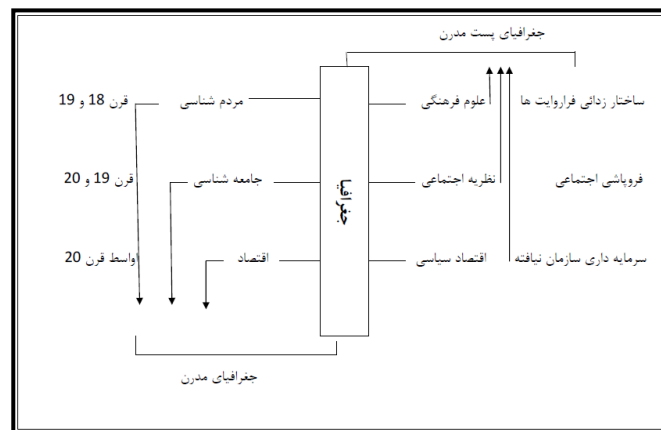 جغرافیای پست مدرن
ساختار زدائی فراروایت ها علوم فرهنگی مردم شناسی قرن 18 و 19
فروپاشی اجتماعی نظریه اجتماعی جامعه شناسی قرن 19 و 20
جغرافیا
سرمایه داری سازمان نیافته اقتصاد سیاسی اقتصاد اواسط قرن 20
جغرافیای مدرن